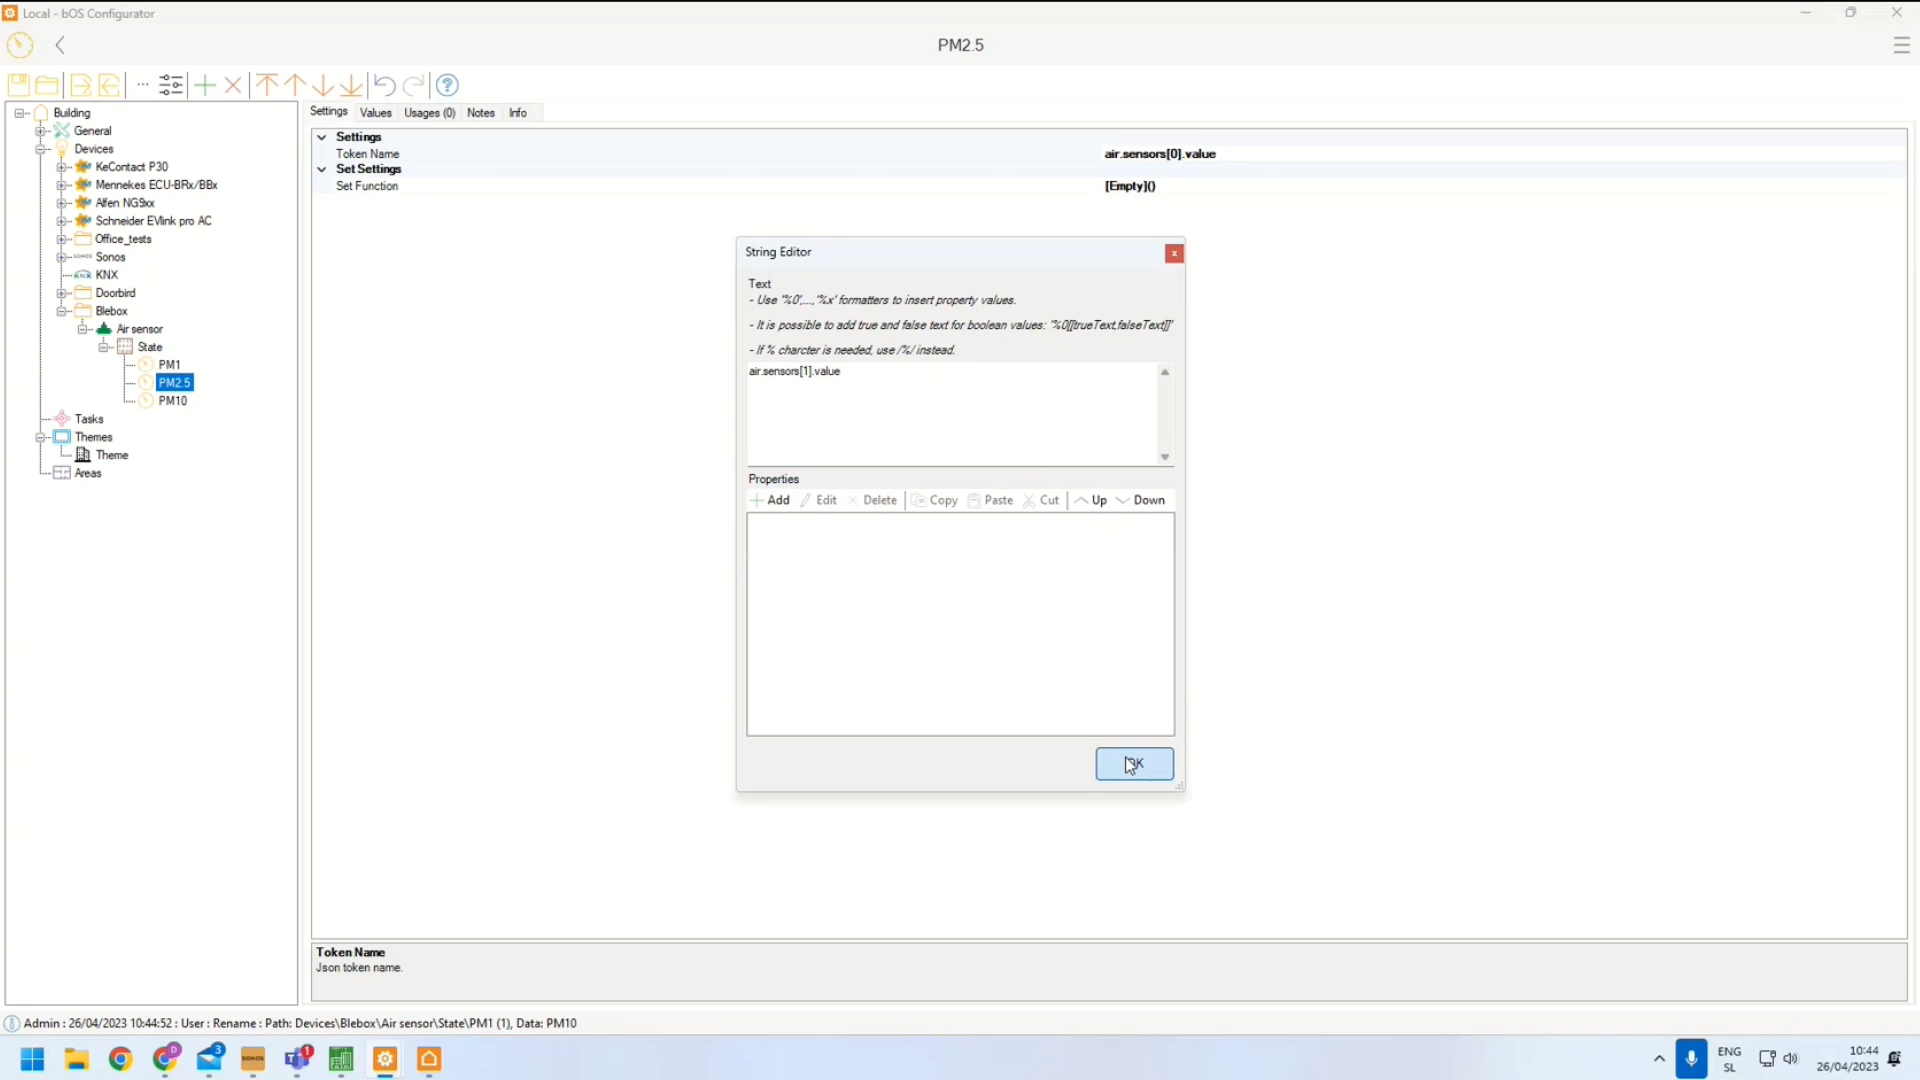 Local - bOS Configurator
PM2.5
Building
General
Devices
KeContact P30
Mennekes ECU-BRx/BBx
Alfen NG9xx
Schneider EVlink pro AC
Office_tests
SONOS Sonos
KNX KNX
Doorbird
Blebox
Air sensor
State
PM1
PM2.5
PM10
Tasks
Themes
Theme
Areas
Settings Values Usages (0) Notes Info
Settings
Token Name air.sensors[0].value
Set Settings
Set Function [Empty]()
String Editor
x
Text
- Use '%0',...,'%x' formatters to insert property values.
- It is possible to add true and false text for boolean values: '%0[[trueText,falseText]]'
- If % charcter is needed, use /%/ instead.
air.sensors[1].value
Properties
Add Edit Delete Copy Paste Cut Up Down
OK
Token Name
Json token name.
Admin : 26/04/2023 10:44:52 : User : Rename : Path: Devices\Blebox\Air sensor\State\PM1 (1), Data: PM10
D
3
SONOS
1
ENG
SL
10:44
26/04/2023